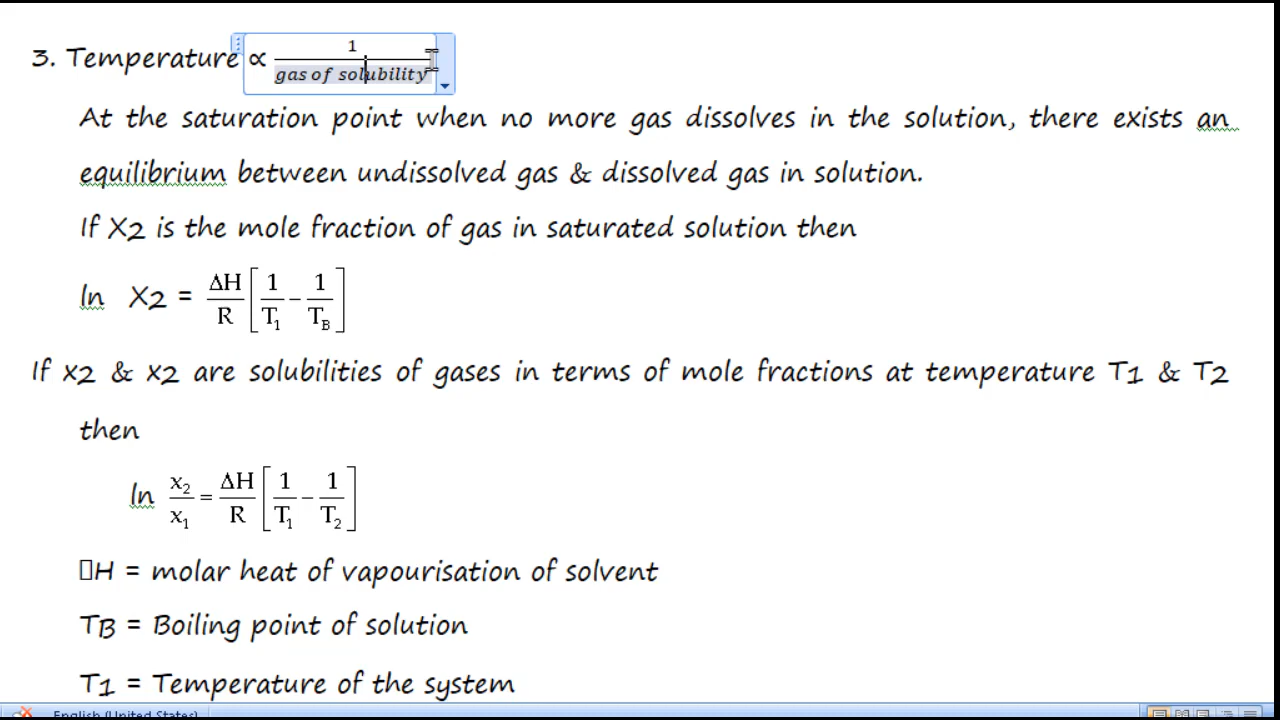 3. Temperature ∝ 1 / gas of solubility
At the saturation point when no more gas dissolves in the solution, there exists an
equilibrium between undissolved gas & dissolved gas in solution.
If X2 is the mole fraction of gas in saturated solution then
ln X2 = ΔH/R [1/T₁ − 1/T_B]
If x2 & x2 are solubilities of gases in terms of mole fractions at temperature T1 & T2
then
ln x₂/x₁ = ΔH/R [1/T₁ − 1/T₂]
□H = molar heat of vapourisation of solvent
TB = Boiling point of solution
T1 = Temperature of the system
English (United States)